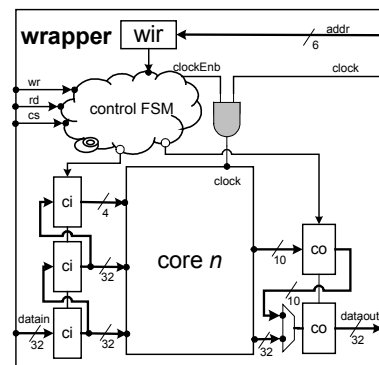 wrapper
wir
addr
6
clockEnb
clock
wr
rd
cs
control FSM
clock
ci
4
ci
32
core n
10
co
10
datain
32
ci
32
32
co
dataout
32